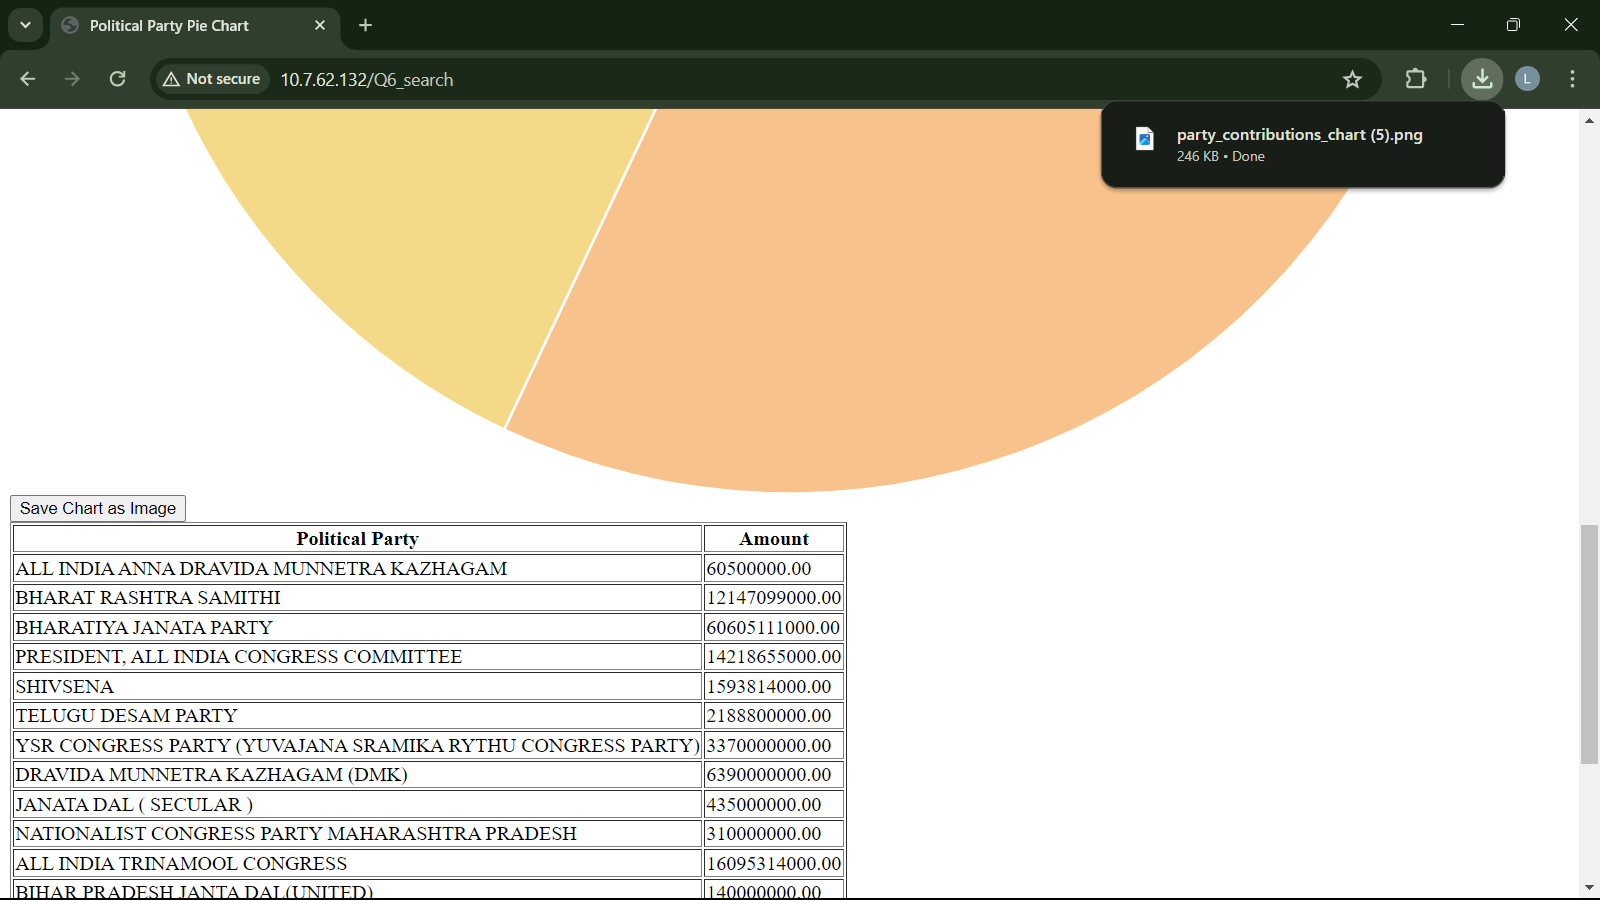 Political Party Pie Chart
Not secure 10.7.62.132/Q6_search
L
party_contributions_chart (5).png
246 KB • Done
Save Chart as Image
Political Party Amount
ALL INDIA ANNA DRAVIDA MUNNETRA KAZHAGAM 60500000.00
BHARAT RASHTRA SAMITHI 12147099000.00
BHARATIYA JANATA PARTY 60605111000.00
PRESIDENT, ALL INDIA CONGRESS COMMITTEE 14218655000.00
SHIVSENA 1593814000.00
TELUGU DESAM PARTY 2188800000.00
YSR CONGRESS PARTY (YUVAJANA SRAMIKA RYTHU CONGRESS PARTY) 3370000000.00
DRAVIDA MUNNETRA KAZHAGAM (DMK) 6390000000.00
JANATA DAL ( SECULAR ) 435000000.00
NATIONALIST CONGRESS PARTY MAHARASHTRA PRADESH 310000000.00
ALL INDIA TRINAMOOL CONGRESS 16095314000.00
BIHAR PRADESH JANTA DAL(UNITED) 140000000.00